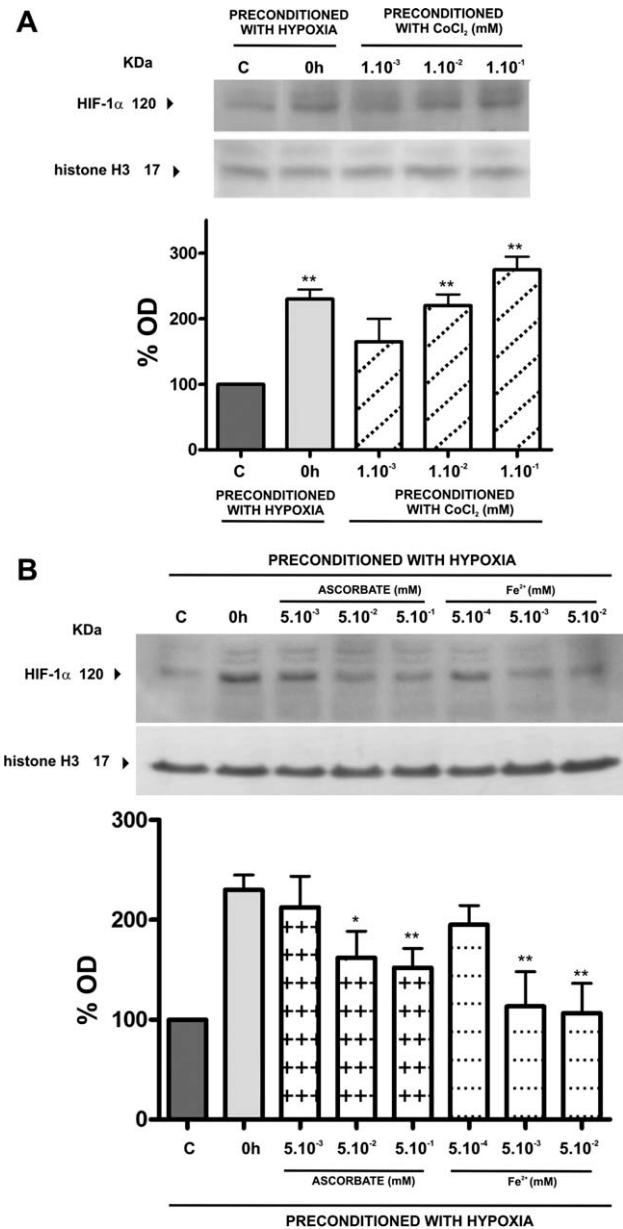 A
PRECONDITIONED WITH HYPOXIA
PRECONDITIONED WITH CoCl₂ (mM)
KDa
C 0h 1.10⁻³ 1.10⁻² 1.10⁻¹
HIF-1α 120
histone H3 17
% OD
300
200
100
0
** ** **
C 0h 1.10⁻³ 1.10⁻² 1.10⁻¹
PRECONDITIONED WITH HYPOXIA
PRECONDITIONED WITH CoCl₂ (mM)
B
PRECONDITIONED WITH HYPOXIA
ASCORBATE (mM) Fe²⁺ (mM)
KDa
C 0h 5.10⁻³ 5.10⁻² 5.10⁻¹ 5.10⁻⁴ 5.10⁻³ 5.10⁻²
HIF-1α 120
histone H3 17
% OD
300
200
100
0
* ** ** **
C 0h 5.10⁻³ 5.10⁻² 5.10⁻¹ 5.10⁻⁴ 5.10⁻³ 5.10⁻²
ASCORBATE (mM) Fe²⁺ (mM)
PRECONDITIONED WITH HYPOXIA